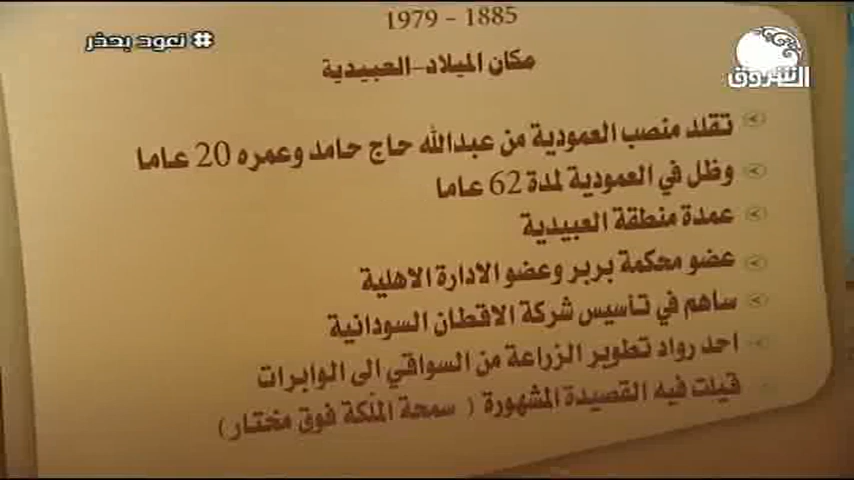 1885 - 1979
# نعود بحذر
الشروق
مكان الميلاد-العبيدية
تقلد منصب العمودية من عبدالله حاج حامد وعمره 20 عاما
وظل في العمودية لمدة 62 عاما
عمدة منطقة العبيدية
عضو محكمة بربر وعضو الادارة الاهلية
ساهم في تأسيس شركة الاقطان السودانية
احد رواد تطوير الزراعة من السواقي الى الوابرات
قيلت فيه القصيدة المشهورة ( سمحة الملكة فوق مختار)